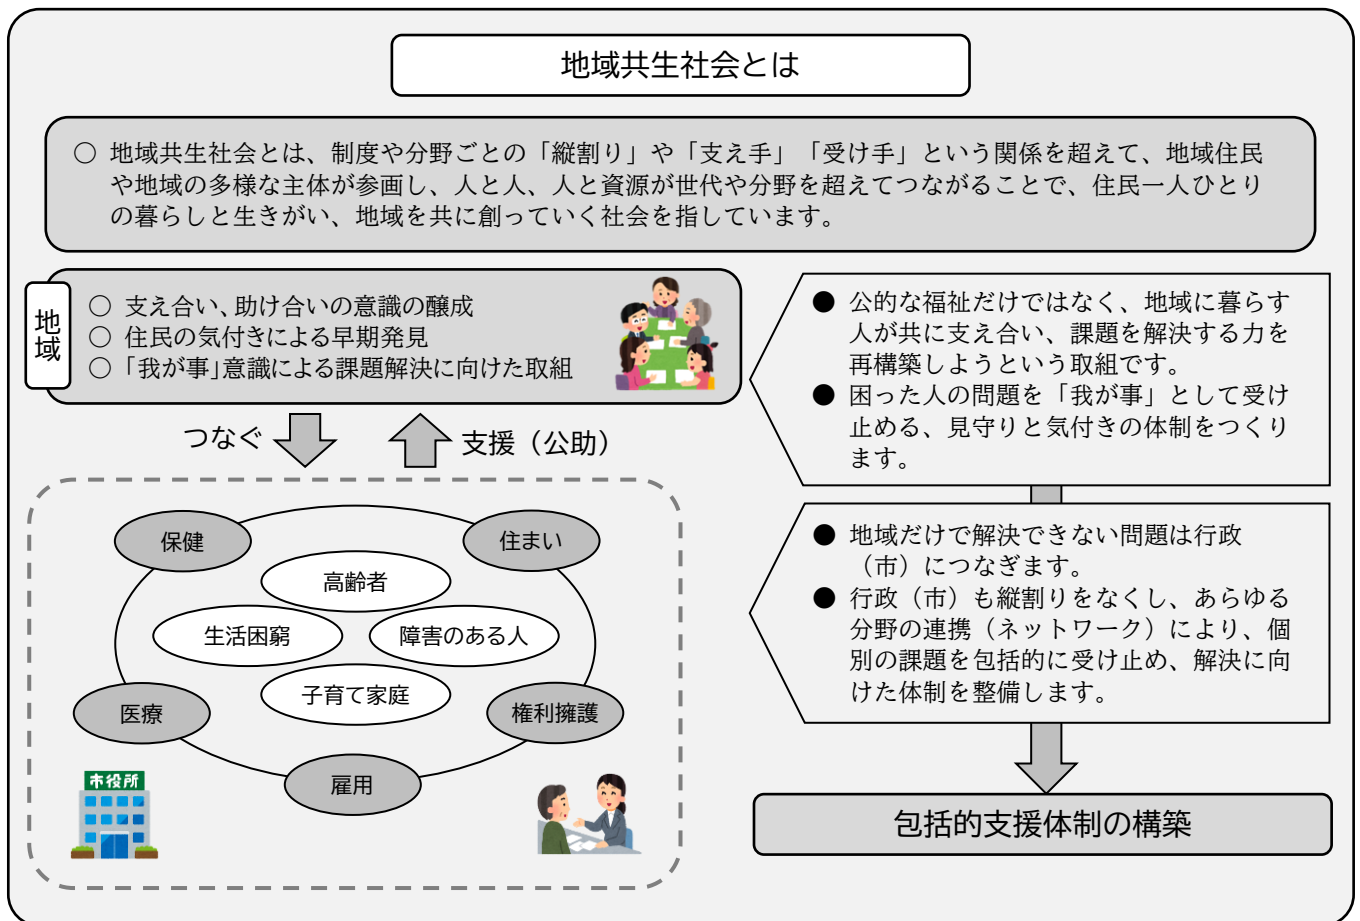 地域共生社会とは
○ 地域共生社会とは、制度や分野ごとの「縦割り」や「支え手」「受け手」という関係を超えて、地域住民
や地域の多様な主体が参画し、人と人、人と資源が世代や分野を超えてつながることで、住民一人ひとり
の暮らしと生きがい、地域を共に創っていく社会を指しています。
地域
○ 支え合い、助け合いの意識の醸成
○ 住民の気付きによる早期発見
○ 「我が事」意識による課題解決に向けた取組
つなぐ
支援（公助）
保健
住まい
高齢者
生活困窮
障害のある人
子育て家庭
医療
権利擁護
雇用
市役所
● 公的な福祉だけではなく、地域に暮らす
人が共に支え合い、課題を解決する力を
再構築しようという取組です。
● 困った人の問題を「我が事」として受け
止める、見守りと気付きの体制をつくり
ます。
● 地域だけで解決できない問題は行政
（市）につなぎます。
● 行政（市）も縦割りをなくし、あらゆる
分野の連携（ネットワーク）により、個
別の課題を包括的に受け止め、解決に向
けた体制を整備します。
包括的支援体制の構築